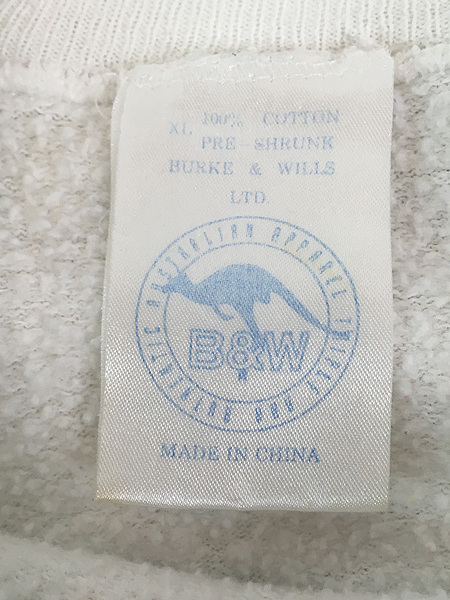 100% COTTON
XL PRE-SHRUNK
BURKE & WILLS
LTD.
AUSTRALIAN APPAREL
B&W
MADE IN CHINA